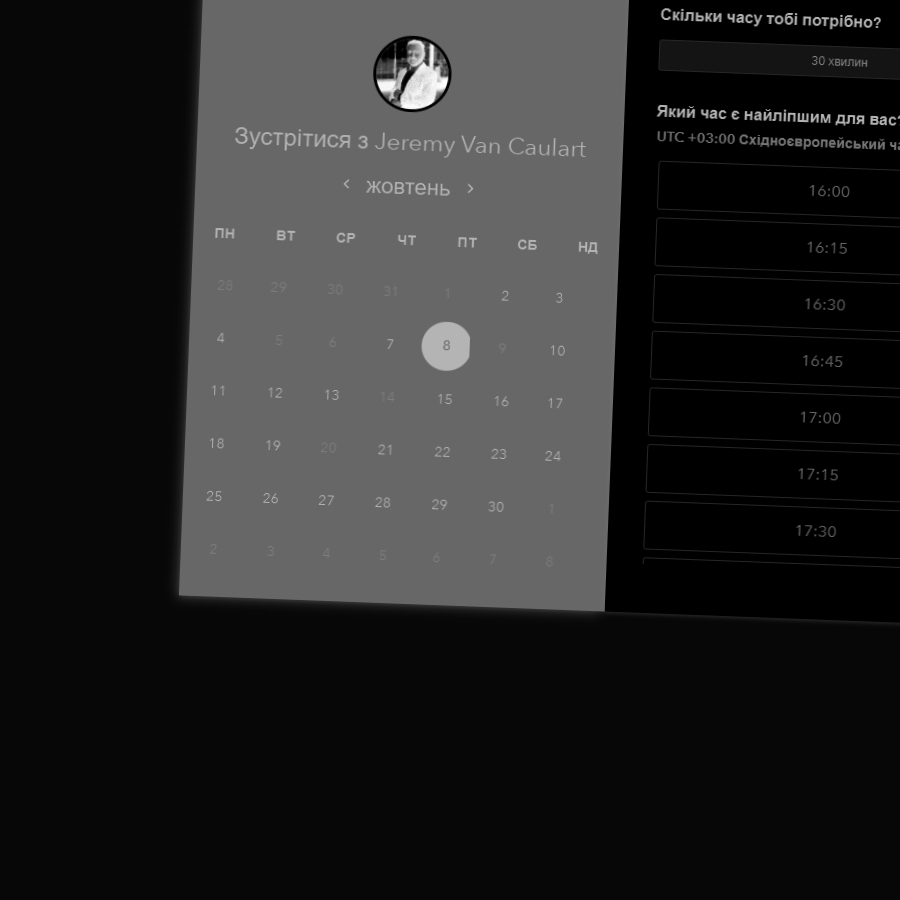 Зустрітися з Jeremy Van Caulart
‹ жовтень ›
ПН ВТ СР ЧТ ПТ СБ НД
28 29 30 31 1 2 3
4 5 6 7 8 9 10
11 12 13 14 15 16 17
18 19 20 21 22 23 24
25 26 27 28 29 30 1
2 3 4 5 6 7 8
Скільки часу тобі потрібно?
30 хвилин
Який час є найліпшим для вас?
UTC +03:00 Східноєвропейський ча
16:00
16:15
16:30
16:45
17:00
17:15
17:30